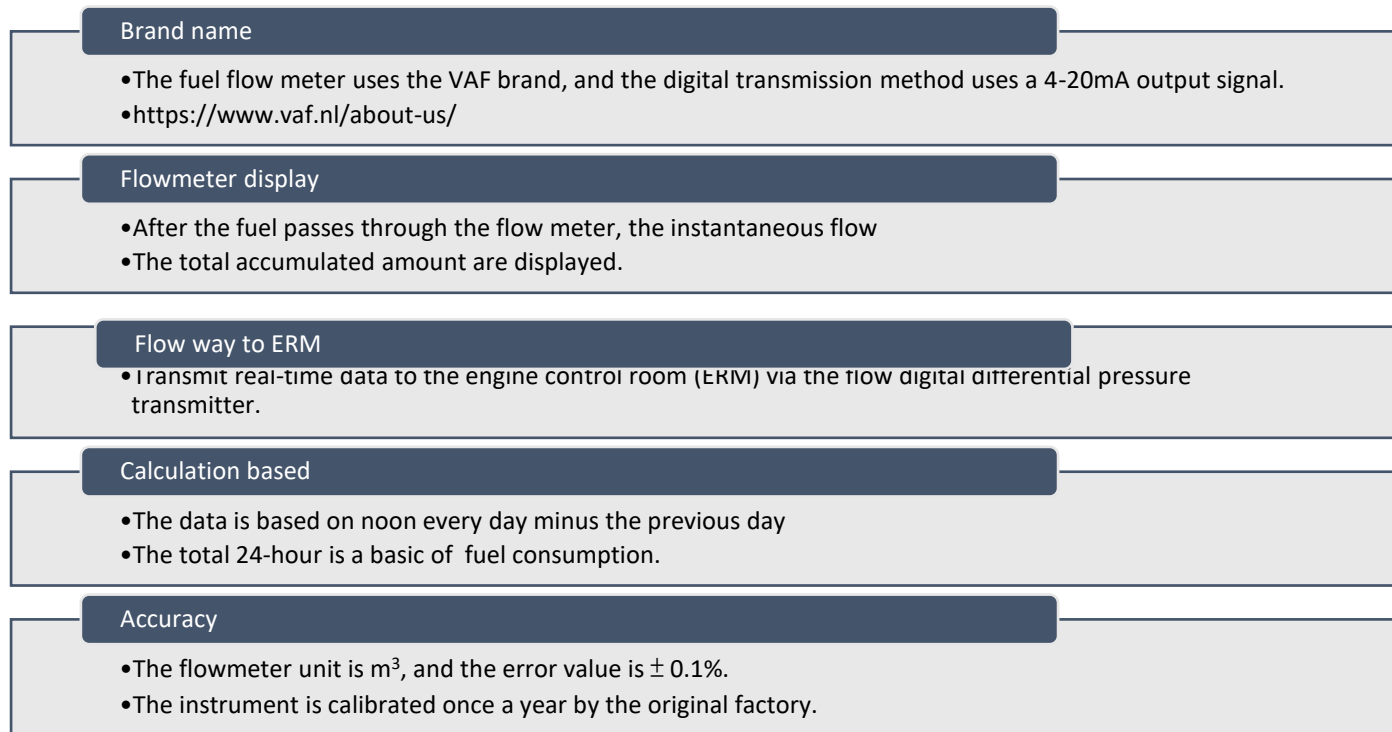 Brand name
•The fuel flow meter uses the VAF brand, and the digital transmission method uses a 4-20mA output signal.
•https://www.vaf.nl/about-us/
Flowmeter display
•After the fuel passes through the flow meter, the instantaneous flow
•The total accumulated amount are displayed.
Flow way to ERM
•Transmit real-time data to the engine control room (ERM) via the flow digital differential pressure
transmitter.
Calculation based
•The data is based on noon every day minus the previous day
•The total 24-hour is a basic of  fuel consumption.
Accuracy
•The flowmeter unit is m³, and the error value is ± 0.1%.
•The instrument is calibrated once a year by the original factory.